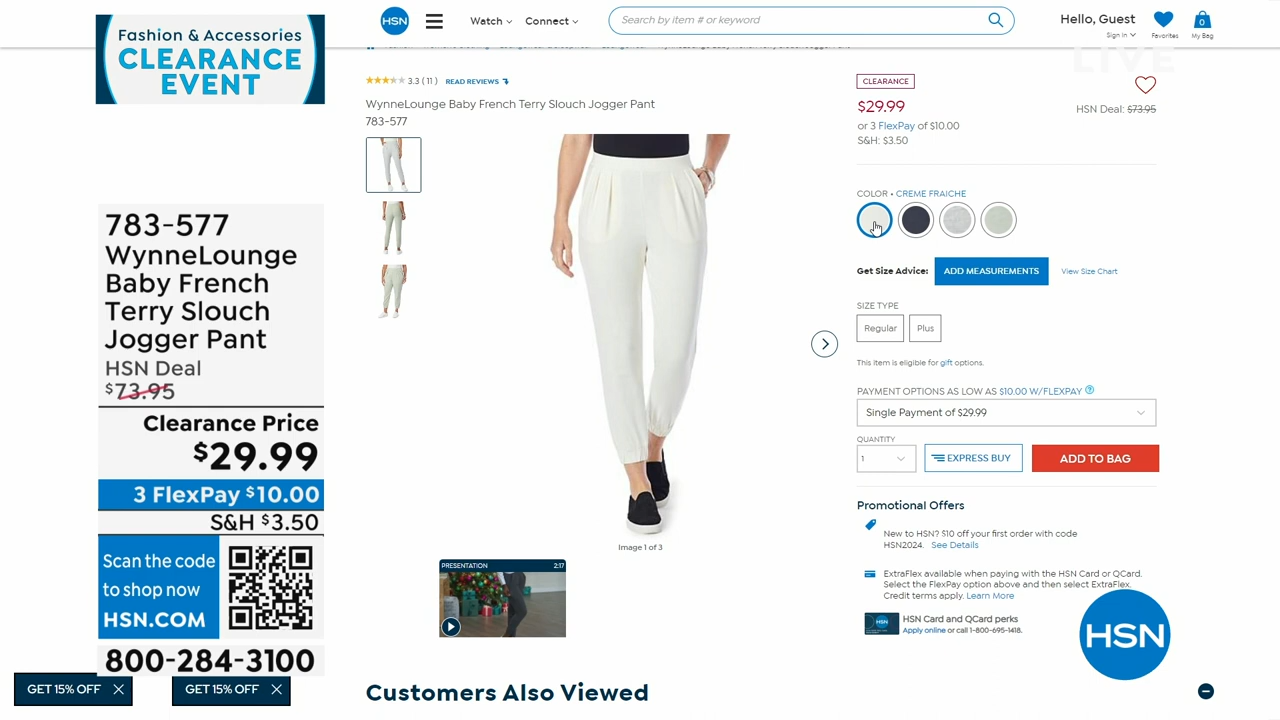 Fashion & Accessories
CLEARANCE
EVENT
783-577
WynneLounge
Baby French
Terry Slouch
Jogger Pant
HSN Deal
$73.95
Clearance Price
$29.99
3 FlexPay $10.00
S&H $3.50
Scan the code
to shop now
HSN.COM
800-284-3100
GET 15% OFF
GET 15% OFF
HSN
Watch
Connect
Search by item # or keyword
Hello, Guest
Sign In
Favorites
0
My Bag
LIVE
3.3 (11)
READ REVIEWS
WynneLounge Baby French Terry Slouch Jogger Pant
783-577
Image 1 of 3
PRESENTATION 2:17
CLEARANCE
$29.99
HSN Deal: $73.95
or 3 FlexPay of $10.00
S&H: $3.50
COLOR • CREME FRAICHE
Get Size Advice: ADD MEASUREMENTS View Size Chart
SIZE TYPE
Regular Plus
This item is eligible for gift options.
PAYMENT OPTIONS AS LOW AS $10.00 W/FLEXPAY
Single Payment of $29.99
QUANTITY
1
EXPRESS BUY
ADD TO BAG
Promotional Offers
New to HSN? $10 off your first order with code
HSN2024. See Details
ExtraFlex available when paying with the HSN Card or QCard.
Select the FlexPay option above and then select ExtraFlex.
Credit terms apply. Learn More
HSN
HSN Card and QCard perks
Apply online or call 1-800-695-1418.
HSN
Customers Also Viewed